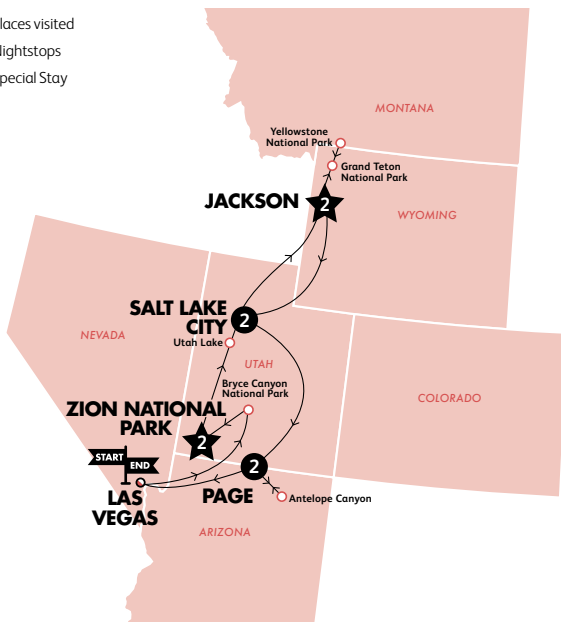 laces visited
Nightstops
pecial Stay
MONTANA
Yellowstone
National Park
Grand Teton
National Park
JACKSON
2
WYOMING
SALT LAKE
CITY
2
Utah Lake
NEVADA
UTAH
COLORADO
Bryce Canyon
National Park
ZION NATIONAL
PARK
2
START
END
LAS
VEGAS
2
PAGE
Antelope Canyon
ARIZONA